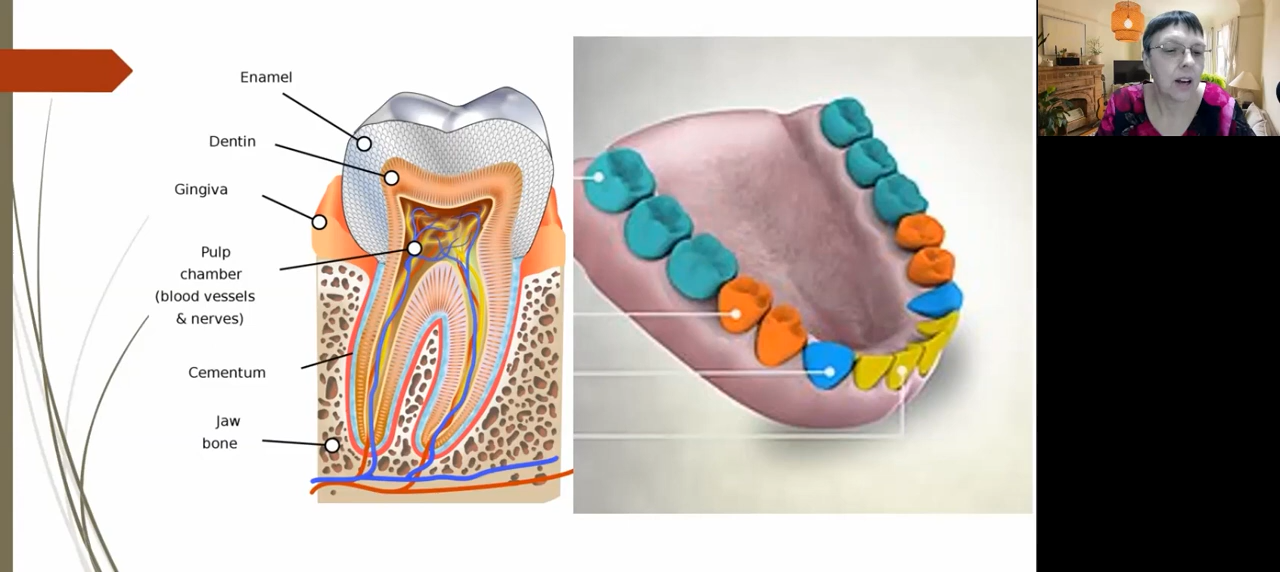 Enamel
Dentin
Gingiva
Pulp
chamber
(blood vessels
& nerves)
Cementum
Jaw
bone